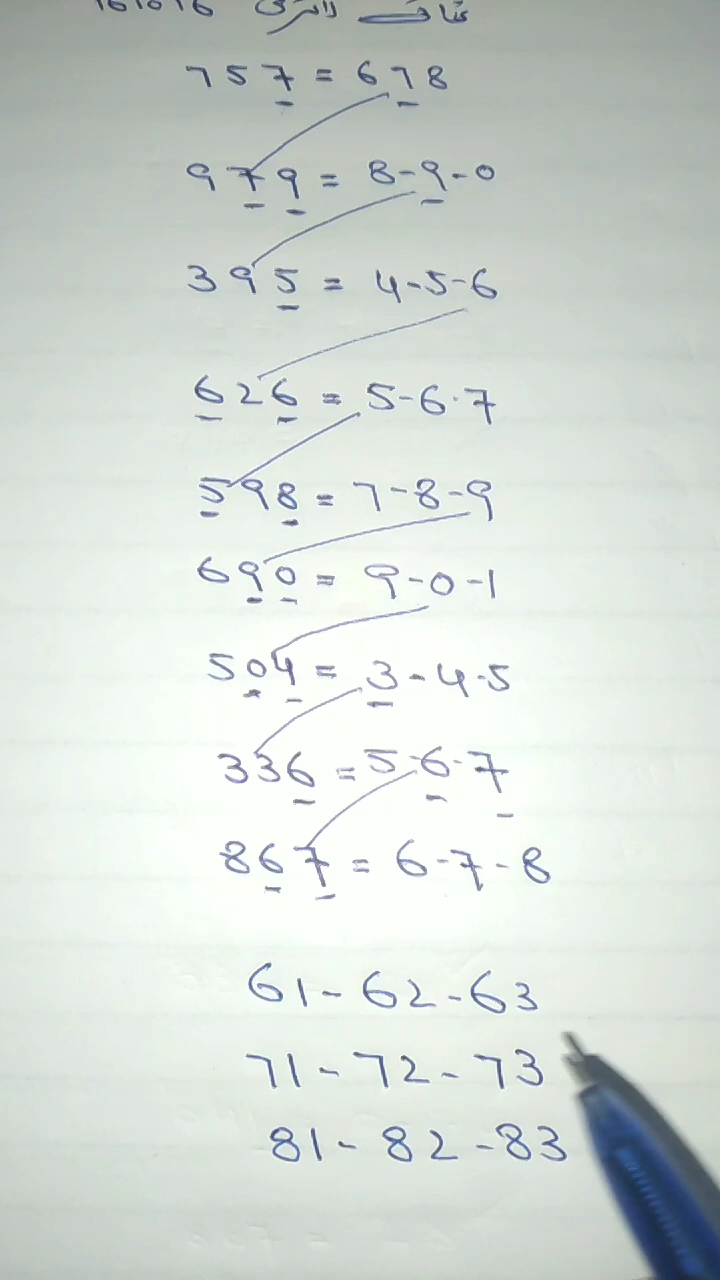 757 = 678
979 = 8-9-0
395 = 4-5-6
626 = 5-6-7
598 = 7-8-9
690 = 9-0-1
504 = 3-4-5
336 = 5-6-7
867 = 6-7-8
61-62-63
71-72-73
81-82-83